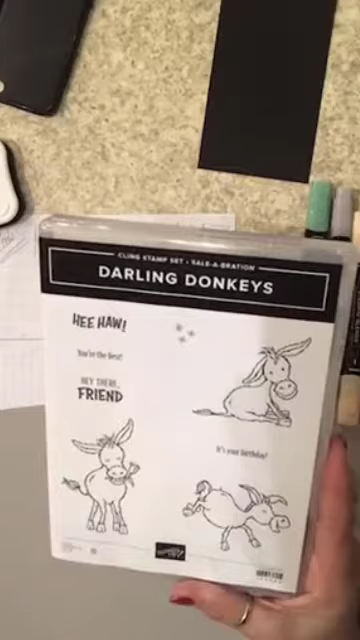 CLING STAMP SET • SALE-A-BRATION
DARLING DONKEYS
HEE HAW!
You're the best!
HEY THERE,
FRIEND
It's your birthday!